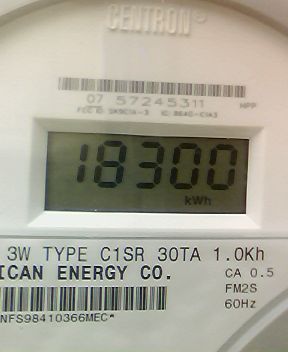 CENTRON®
07 57245311 MPP
18300
kWh
3W TYPE C1SR 30TA 1.0Kh
ICAN ENERGY CO. CA 0.5
FM2S
60Hz
NFS98410366MEC*